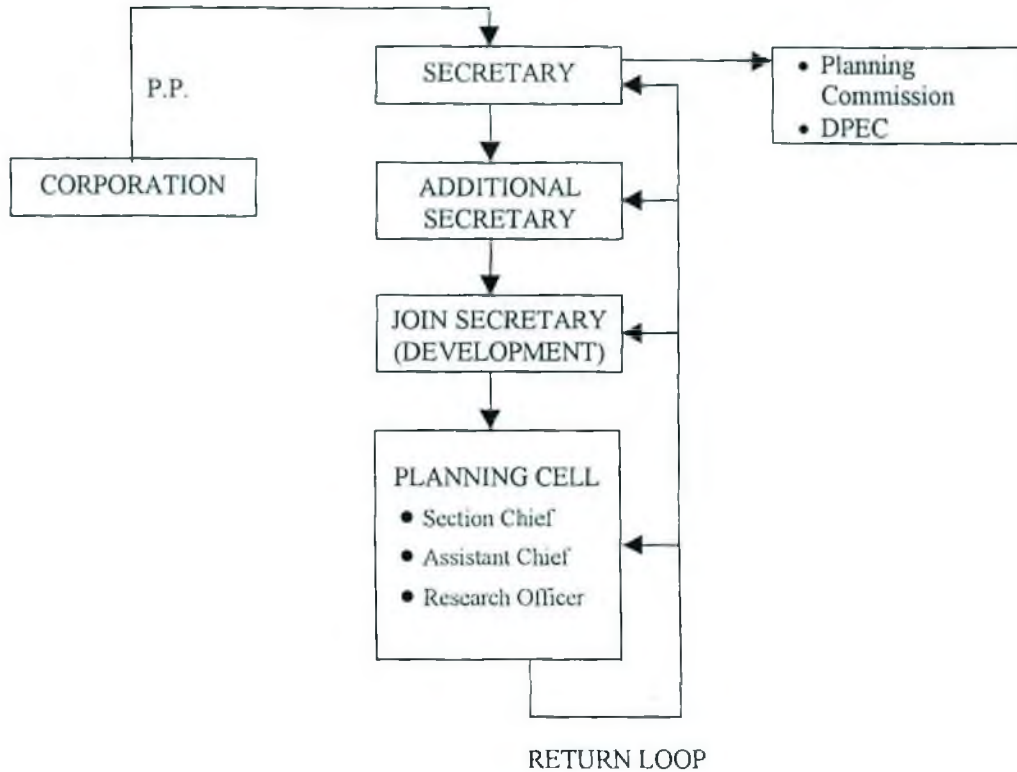 SECRETARY
• Planning
Commission
• DPEC
P.P.
CORPORATION
ADDITIONAL
SECRETARY
JOIN SECRETARY
(DEVELOPMENT)
PLANNING CELL
• Section Chief
• Assistant Chief
• Research Officer
RETURN LOOP